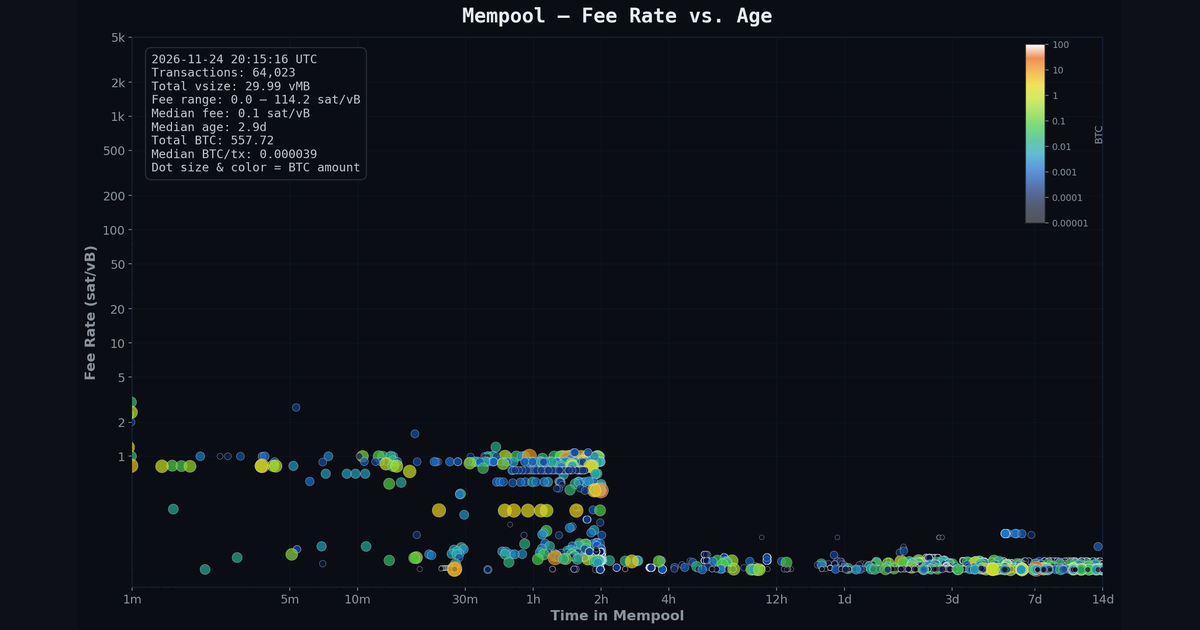 Mempool — Fee Rate vs. Age
2026-11-24 20:15:16 UTC
Transactions: 64,023
Total vsize: 29.99 vMB
Fee range: 0.0 – 114.2 sat/vB
Median fee: 0.1 sat/vB
Median age: 2.9d
Total BTC: 557.72
Median BTC/tx: 0.000039
Dot size & color = BTC amount
100
10
1
0.1
0.01
0.001
0.0001
0.00001
BTC
Fee Rate (sat/vB)
5k
2k
1k
500
200
100
50
20
10
5
2
1
1m
5m
10m
30m
1h
2h
4h
12h
1d
3d
7d
14d
Time in Mempool